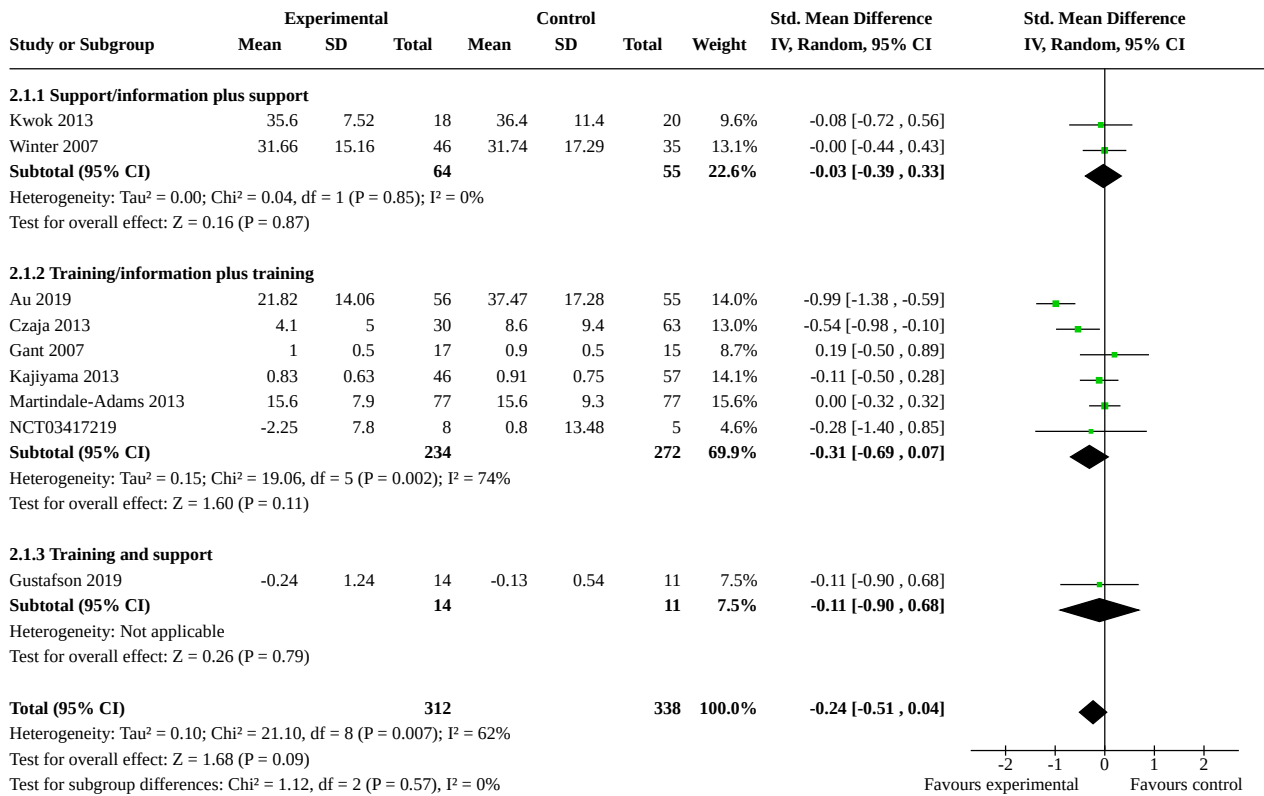 Experimental Control Std. Mean Difference Std. Mean Difference
Study or Subgroup Mean SD Total Mean SD Total Weight IV, Random, 95% CI IV, Random, 95% CI
2.1.1 Support/information plus support
Kwok 2013 35.6 7.52 18 36.4 11.4 20 9.6% -0.08 [-0.72 , 0.56]
Winter 2007 31.66 15.16 46 31.74 17.29 35 13.1% -0.00 [-0.44 , 0.43]
Subtotal (95% CI) 64 55 22.6% -0.03 [-0.39 , 0.33]
Heterogeneity: Tau² = 0.00; Chi² = 0.04, df = 1 (P = 0.85); I² = 0%
Test for overall effect: Z = 0.16 (P = 0.87)
2.1.2 Training/information plus training
Au 2019 21.82 14.06 56 37.47 17.28 55 14.0% -0.99 [-1.38 , -0.59]
Czaja 2013 4.1 5 30 8.6 9.4 63 13.0% -0.54 [-0.98 , -0.10]
Gant 2007 1 0.5 17 0.9 0.5 15 8.7% 0.19 [-0.50 , 0.89]
Kajiyama 2013 0.83 0.63 46 0.91 0.75 57 14.1% -0.11 [-0.50 , 0.28]
Martindale-Adams 2013 15.6 7.9 77 15.6 9.3 77 15.6% 0.00 [-0.32 , 0.32]
NCT03417219 -2.25 7.8 8 0.8 13.48 5 4.6% -0.28 [-1.40 , 0.85]
Subtotal (95% CI) 234 272 69.9% -0.31 [-0.69 , 0.07]
Heterogeneity: Tau² = 0.15; Chi² = 19.06, df = 5 (P = 0.002); I² = 74%
Test for overall effect: Z = 1.60 (P = 0.11)
2.1.3 Training and support
Gustafson 2019 -0.24 1.24 14 -0.13 0.54 11 7.5% -0.11 [-0.90 , 0.68]
Subtotal (95% CI) 14 11 7.5% -0.11 [-0.90 , 0.68]
Heterogeneity: Not applicable
Test for overall effect: Z = 0.26 (P = 0.79)
Total (95% CI) 312 338 100.0% -0.24 [-0.51 , 0.04]
Heterogeneity: Tau² = 0.10; Chi² = 21.10, df = 8 (P = 0.007); I² = 62%
Test for overall effect: Z = 1.68 (P = 0.09)
-2 -1 0 1 2
Test for subgroup differences: Chi² = 1.12, df = 2 (P = 0.57), I² = 0% Favours experimental Favours control